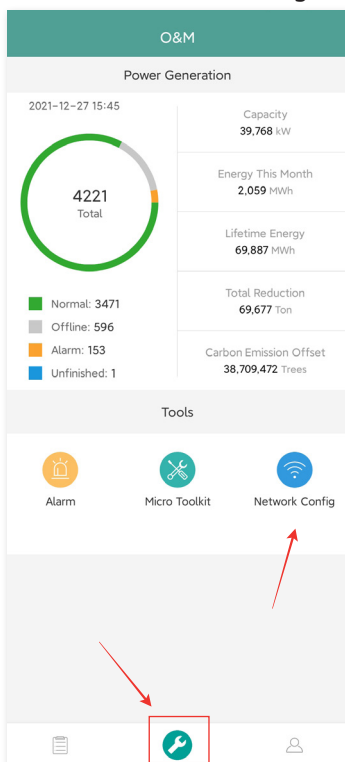 O&M
Power Generation
2021-12-27 15:45
4221
Total
Normal: 3471
Offline: 596
Alarm: 153
Unfinished: 1
Capacity
39,768 kW
Energy This Month
2,059 MWh
Lifetime Energy
69,887 MWh
Total Reduction
69,677 Ton
Carbon Emission Offset
38,709,472 Trees
Tools
Alarm
Micro Toolkit
Network Config